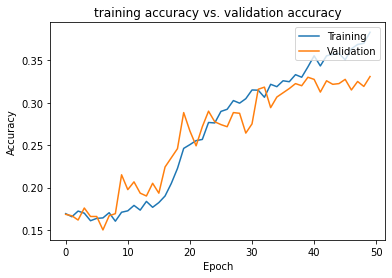 training accuracy vs. validation accuracy
Training
Validation
Accuracy
0.35
0.30
0.25
0.20
0.15
0
10
20
30
40
50
Epoch